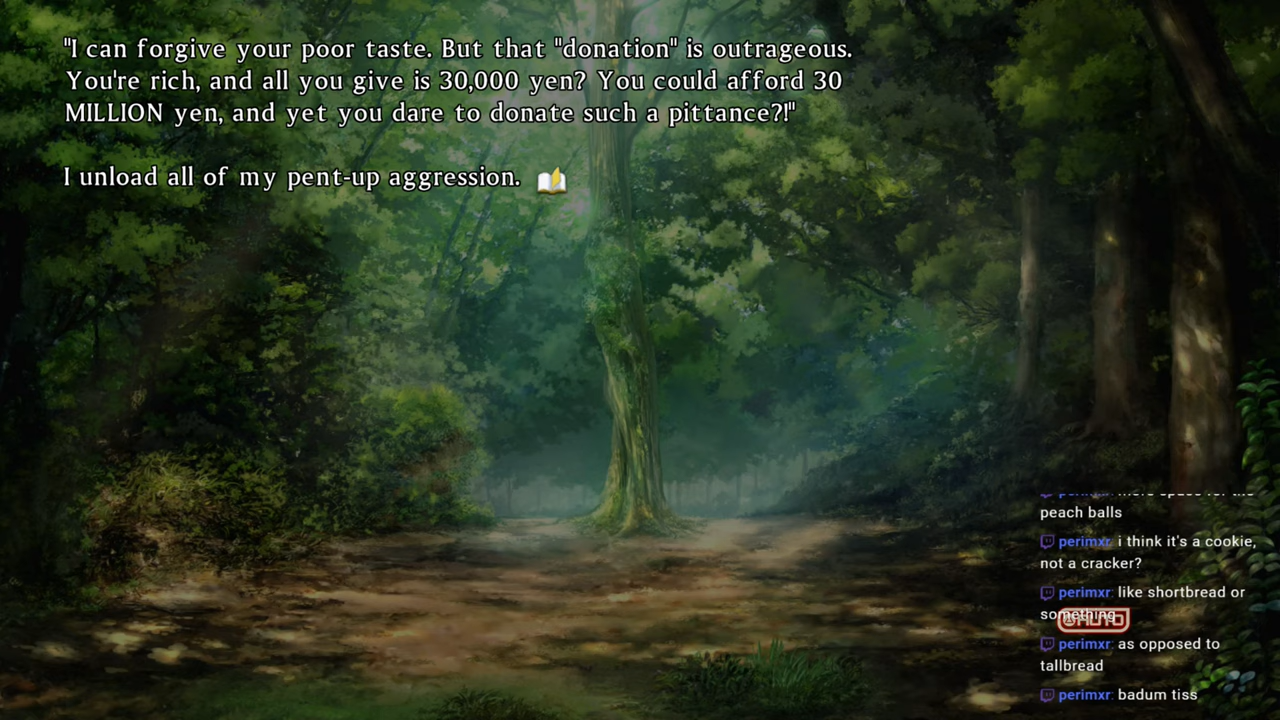 "I can forgive your poor taste. But that "donation" is outrageous.
You're rich, and all you give is 30,000 yen? You could afford 30
MILLION yen, and yet you dare to donate such a pittance?!"
I unload all of my pent-up aggression.
peach balls
perimxr: i think it's a cookie,
not a cracker?
perimxr: like shortbread or
something
AUTO
perimxr: as opposed to
tallbread
perimxr: badum tiss